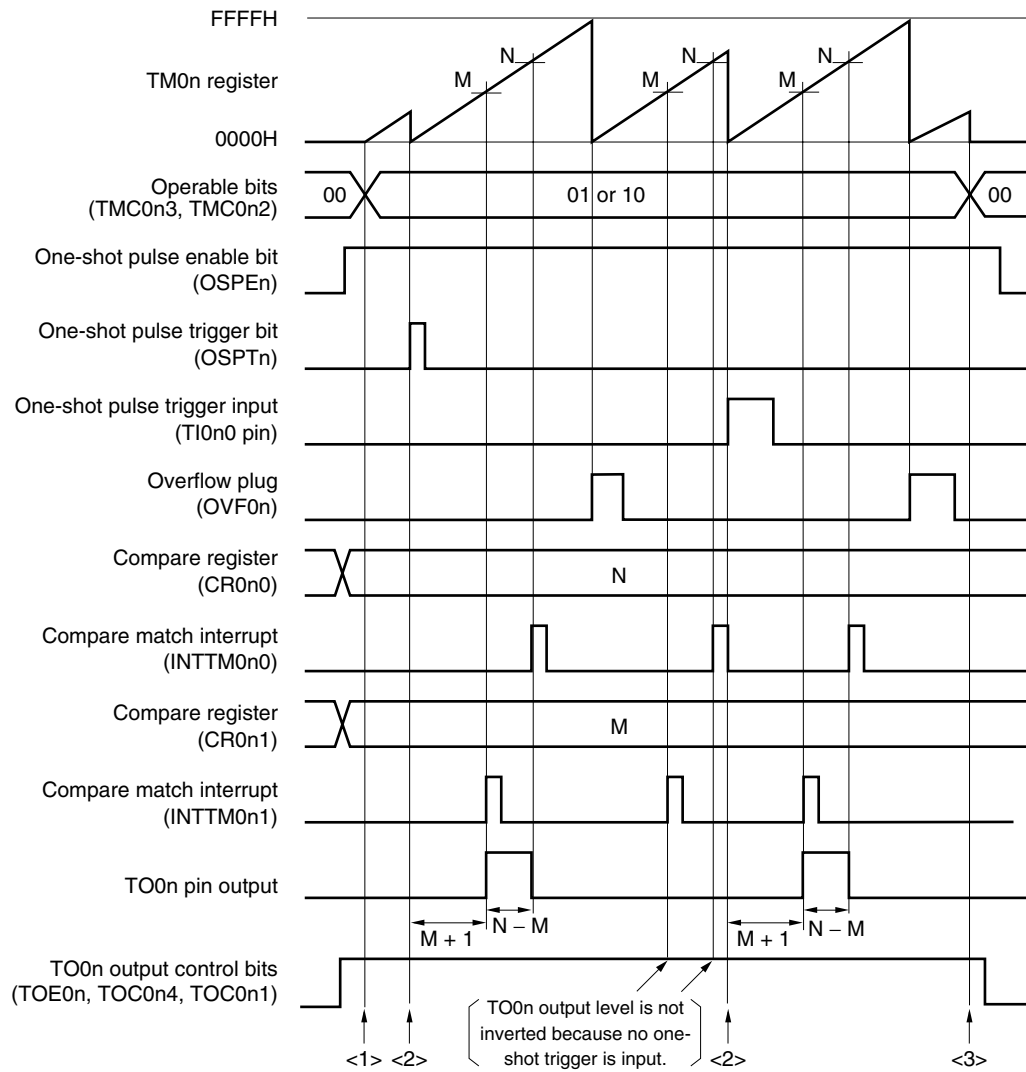 FFFFH
TM0n register
0000H
M
N
M
N
M
N
Operable bits
(TMC0n3, TMC0n2)
00
01 or 10
00
One-shot pulse enable bit
(OSPEn)
One-shot pulse trigger bit
(OSPTn)
One-shot pulse trigger input
(TI0n0 pin)
Overflow plug
(OVF0n)
Compare register
(CR0n0)
N
Compare match interrupt
(INTTM0n0)
Compare register
(CR0n1)
M
Compare match interrupt
(INTTM0n1)
TO0n pin output
M + 1
N − M
M + 1
N − M
TO0n output control bits
(TOE0n, TOC0n4, TOC0n1)
TO0n output level is not
inverted because no one-
shot trigger is input.
<1> <2> <2> <3>